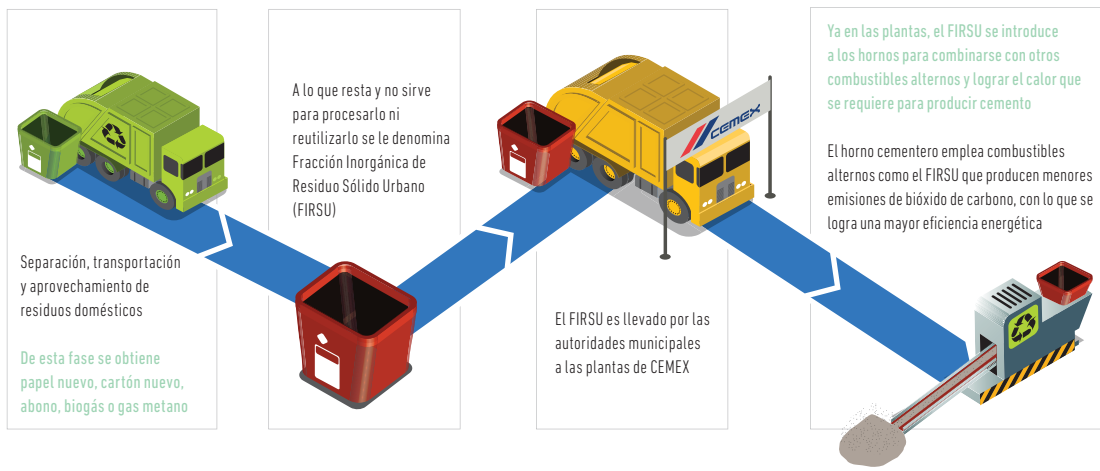 Separación, transportación
y aprovechamiento de
residuos domésticos
De esta fase se obtiene
papel nuevo, cartón nuevo,
abono, biogás o gas metano
A lo que resta y no sirve
para procesarlo ni
reutilizarlo se le denomina
Fracción Inorgánica de
Residuo Sólido Urbano
(FIRSU)
CEMEX
El FIRSU es llevado por las
autoridades municipales
a las plantas de CEMEX
Ya en las plantas, el FIRSU se introduce
a los hornos para combinarse con otros
combustibles alternos y lograr el calor que
se requiere para producir cemento
El horno cementero emplea combustibles
alternos como el FIRSU que producen menores
emisiones de bióxido de carbono, con lo que se
logra una mayor eficiencia energética